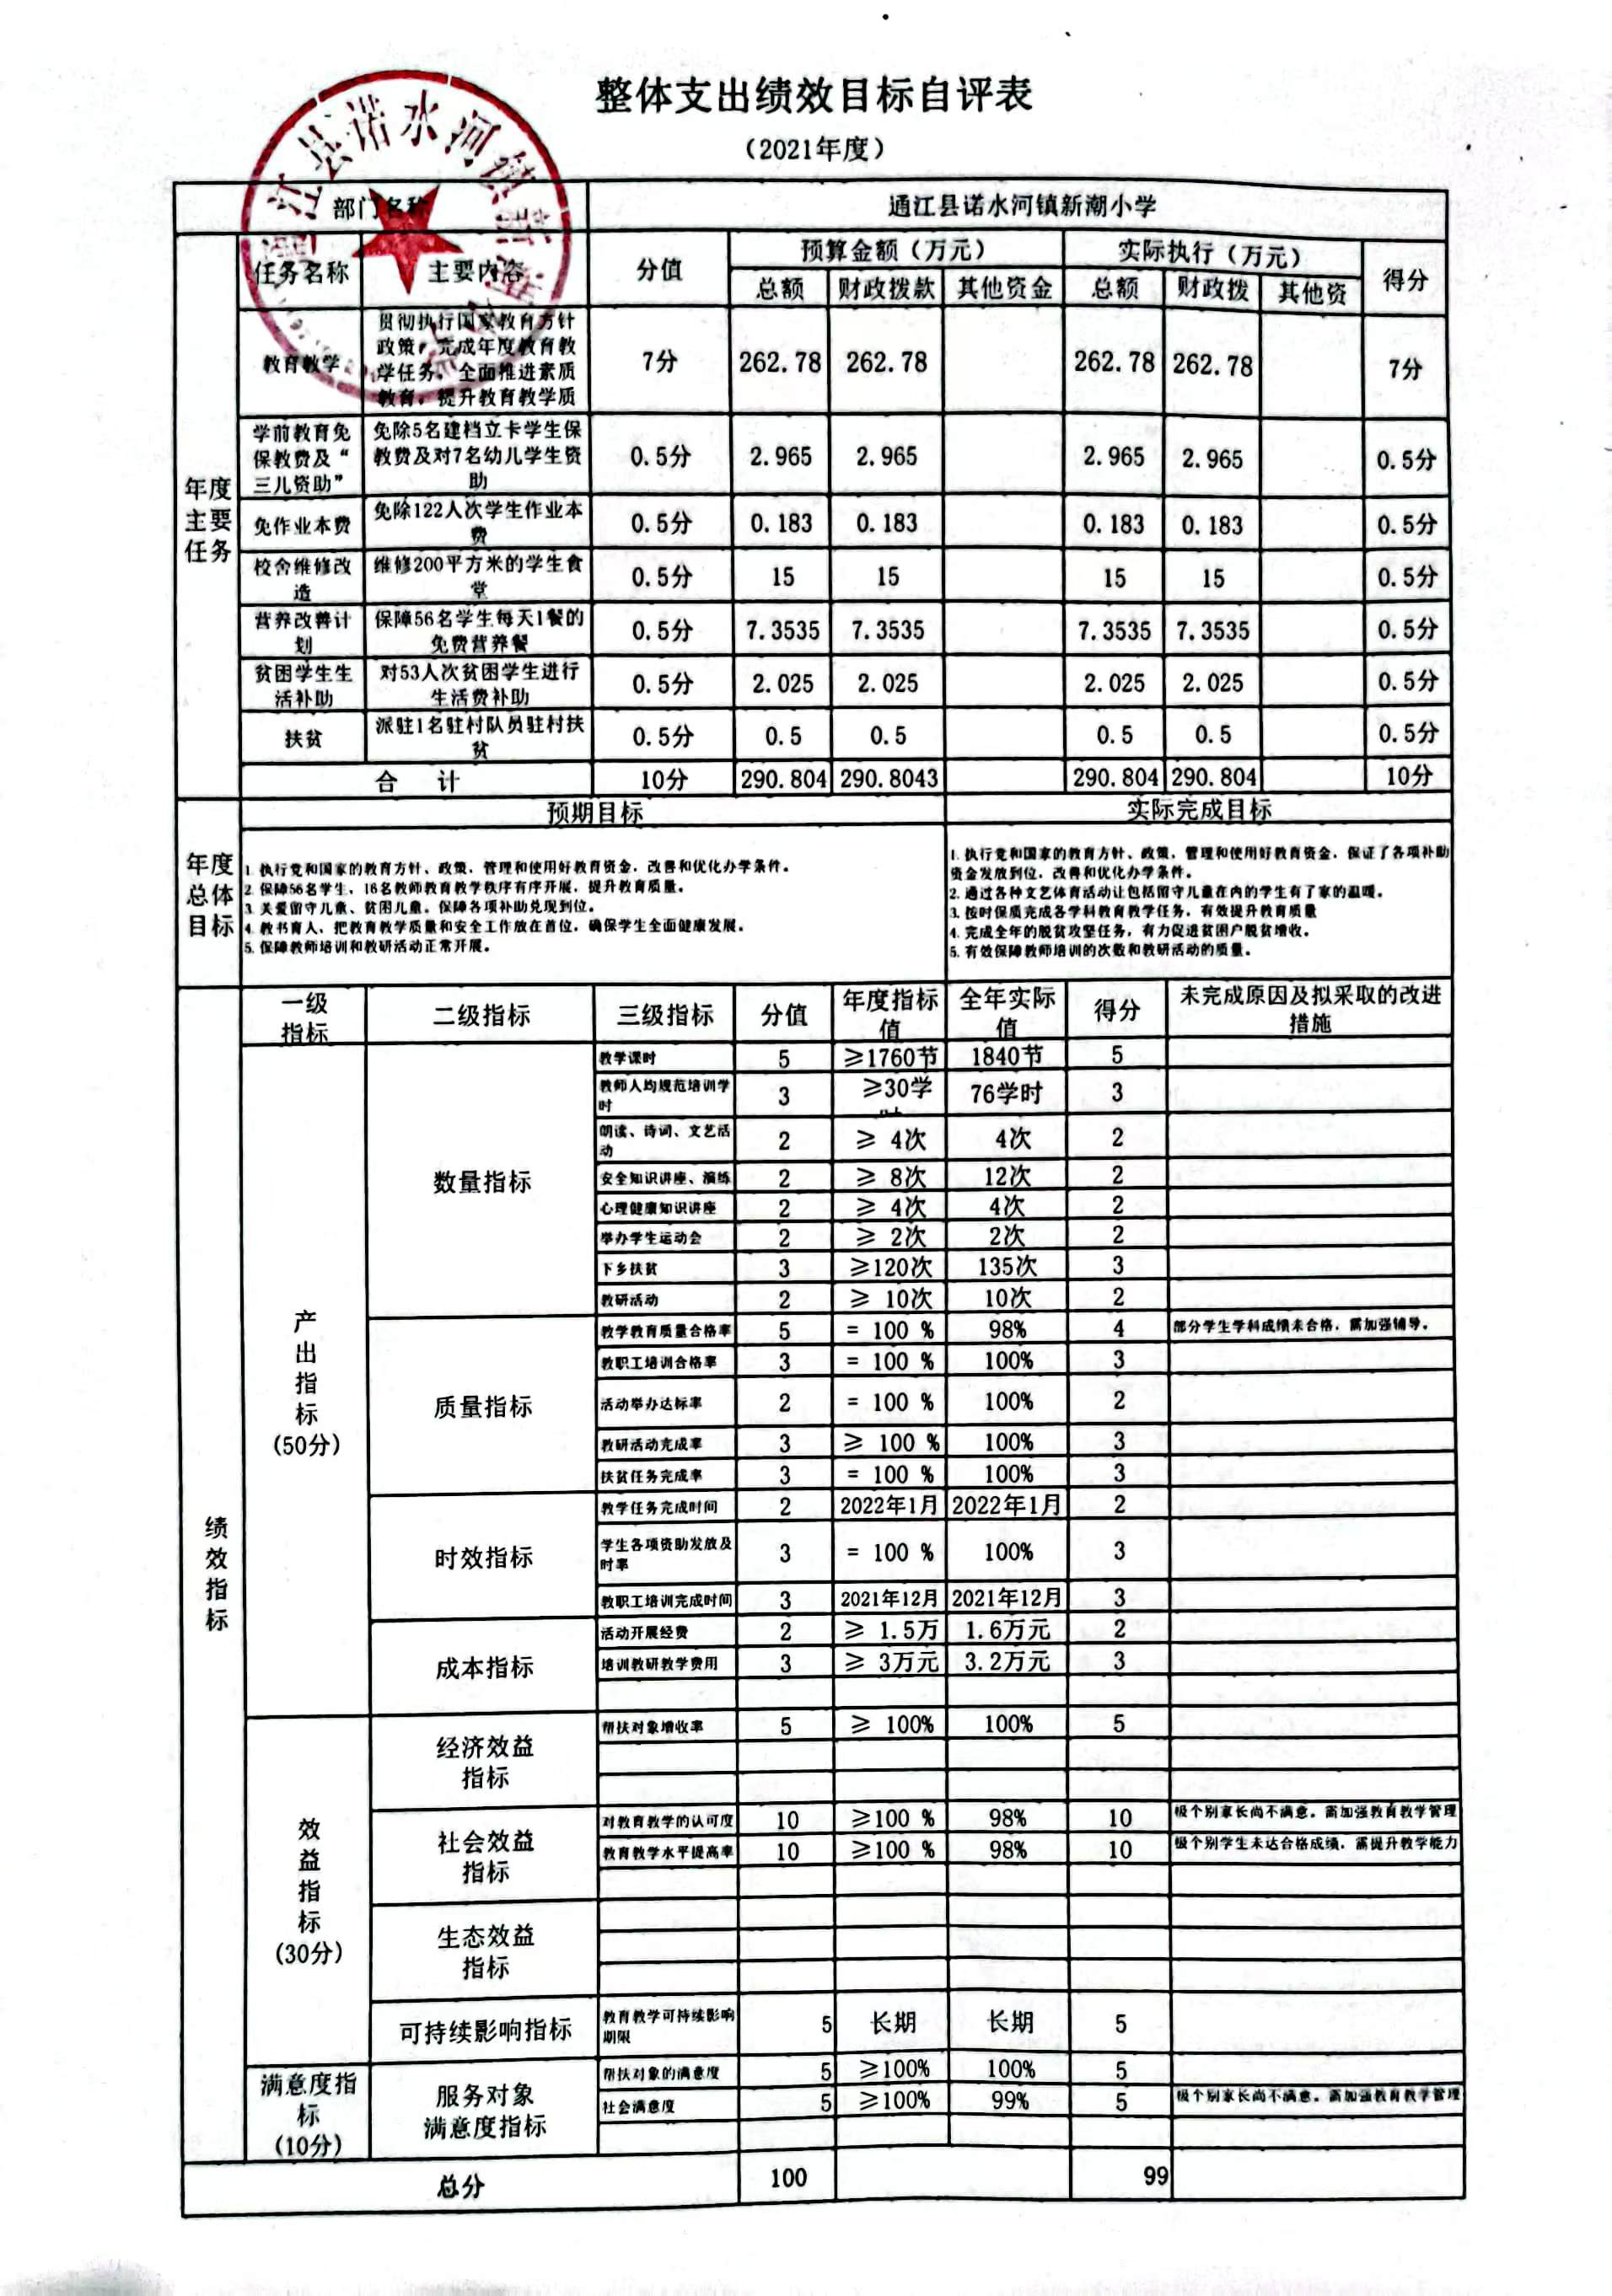 整体支出绩效目标自评表
（2021年度）
部门名称 通江县诺水河镇新潮小学
年度主要任务 任务名称 主要内容 分值 预算金额（万元） 实际执行（万元） 得分
总额 财政拨款 其他资金 总额 财政拨 其他资
教育教学 贯彻执行国家教育方针政策，完成年度教育教学任务，全面推进素质教育，提升教育教学质 7分 262.78 262.78 262.78 262.78 7分
学前教育免保教费及“三儿资助” 免除5名建档立卡学生保教费及对7名幼儿学生资助 0.5分 2.965 2.965 2.965 2.965 0.5分
免作业本费 免除122人次学生作业本费 0.5分 0.183 0.183 0.183 0.183 0.5分
校舍维修改造 维修200平方米的学生食堂 0.5分 15 15 15 15 0.5分
营养改善计划 保障56名学生每天1餐的免费营养餐 0.5分 7.3535 7.3535 7.3535 7.3535 0.5分
贫困学生生活补助 对53人次贫困学生进行生活费补助 0.5分 2.025 2.025 2.025 2.025 0.5分
扶贫 派驻1名驻村队员驻村扶贫 0.5分 0.5 0.5 0.5 0.5 0.5分
合 计 10分 290.804 290.8043 290.804 290.804 10分
年度总体目标 预期目标 实际完成目标
1. 执行党和国家的教育方针、政策，管理和使用好教育资金，改善和优化办学条件。
2. 保障56名学生，16名教师教育教学秩序有序开展，提升教育质量。
3. 关爱留守儿童、贫困儿童，保障各项补助兑现到位。
4. 教书育人，把教育教学质量和安全工作放在首位，确保学生全面健康发展。
5. 保障教师培训和教研活动正常开展。
1. 执行党和国家的教育方针、政策，管理和使用好教育资金，保证了各项补助
资金发放到位，改善和优化办学条件。
2. 通过各种文艺体育活动让包括留守儿童在内的学生有了家的温暖。
3. 按时保质完成各学科教育教学任务，有效提升教育质量
4. 完成全年的脱贫攻坚任务，有力促进贫困户脱贫增收。
5. 有效保障教师培训的次数和教研活动的质量。
绩效指标 一级指标 二级指标 三级指标 分值 年度指标值 全年实际值 得分 未完成原因及拟采取的改进措施
产出指标(50分) 数量指标 教学课时 5 ≥1760节 1840节 5
教师人均规范培训学时 3 ≥30学 76学时 3
朗读、诗词、文艺活动 2 ≥ 4次 4次 2
安全知识讲座、演练 2 ≥ 8次 12次 2
心理健康知识讲座 2 ≥ 4次 4次 2
举办学生运动会 2 ≥ 2次 2次 2
下乡扶贫 3 ≥120次 135次 3
教研活动 2 ≥ 10次 10次 2
质量指标 教学教育质量合格率 5 = 100 % 98% 4 部分学生学科成绩未合格，需加强辅导。
教职工培训合格率 3 = 100 % 100% 3
活动举办达标率 2 = 100 % 100% 2
教研活动完成率 3 ≥ 100 % 100% 3
扶贫任务完成率 3 = 100 % 100% 3
时效指标 教学任务完成时间 2 2022年1月 2022年1月 2
学生各项资助发放及时率 3 = 100 % 100% 3
教职工培训完成时间 3 2021年12月 2021年12月 3
成本指标 活动开展经费 2 ≥ 1.5万 1.6万元 2
培训教研教学费用 3 ≥ 3万元 3.2万元 3
效益指标(30分) 经济效益指标 帮扶对象增收率 5 ≥ 100% 100% 5
社会效益指标 对教育教学的认可度 10 ≥100 % 98% 10 极个别家长尚不满意，需加强教育教学管理
教育教学水平提高率 10 ≥100 % 98% 10 极个别学生未达合格成绩，需提升教学能力
生态效益指标
可持续影响指标 教育教学可持续影响期限 5 长期 长期 5
满意度指标(10分) 服务对象满意度指标 帮扶对象的满意度 5 ≥100% 100% 5
社会满意度 5 ≥100% 99% 5 极个别家长尚不满意，需加强教育教学管理
总分 100 99